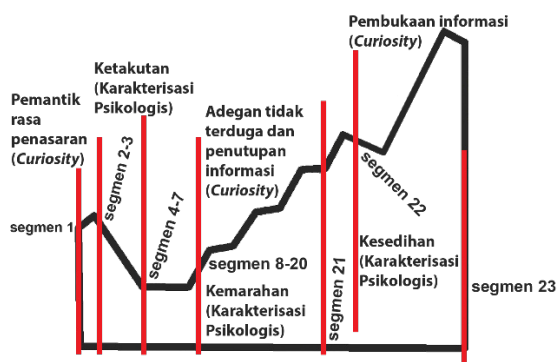 Pemantik
rasa
penasaran
(Curiosity)
segmen 1
segmen 2-3
Ketakutan
(Karakterisasi
Psikologis)
segmen 4-7
Adegan tidak
terduga dan
penutupan
informasi
(Curiosity)
segmen 8-20
Kemarahan
(Karakterisasi
Psikologis)
segmen 21
Pembukaan informasi
(Curiosity)
segmen 22
Kesedihan
(Karakterisasi
Psikologis)
segmen 23